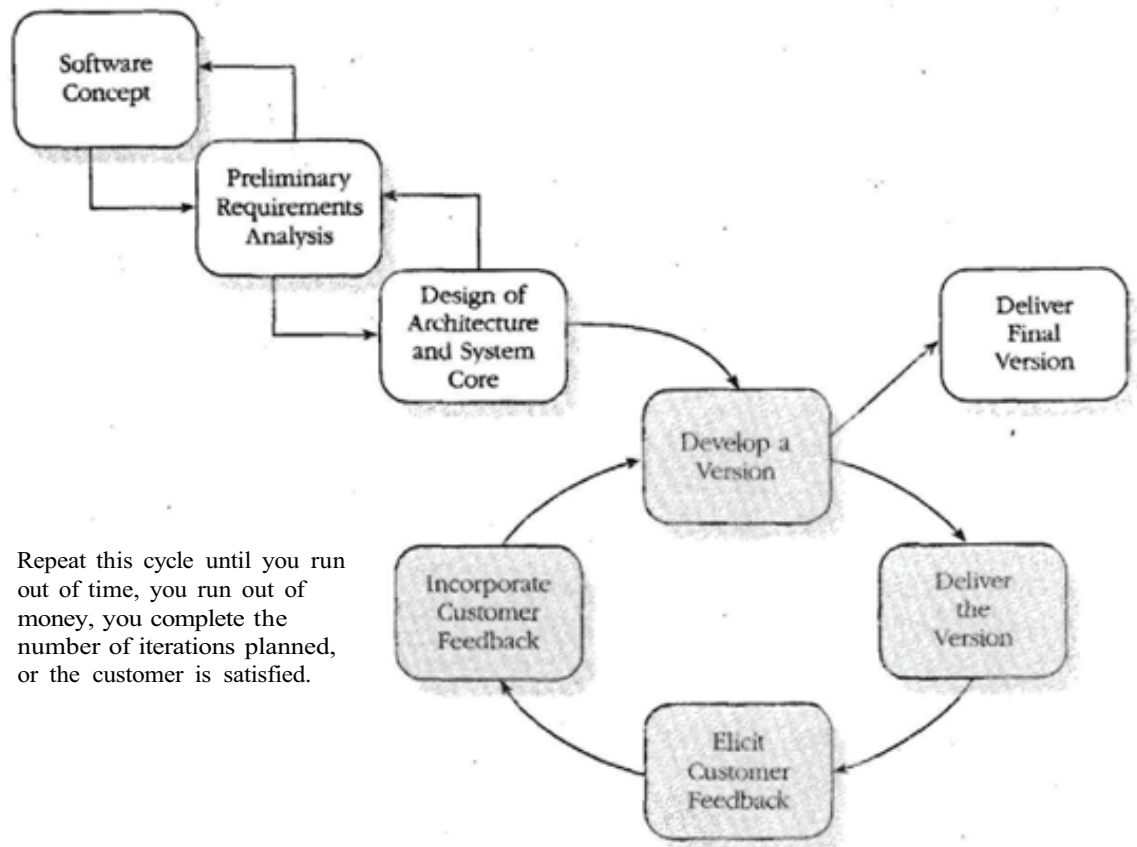 Software
Concept
Preliminary
Requirements
Analysis
Design of
Architecture
and System
Core
Deliver
Final
Version
Develop a
Version
Deliver
the
Version
Elicit
Customer
Feedback
Incorporate
Customer
Feedback
Repeat this cycle until you run
out of time, you run out of
money, you complete the
number of iterations planned,
or the customer is satisfied.